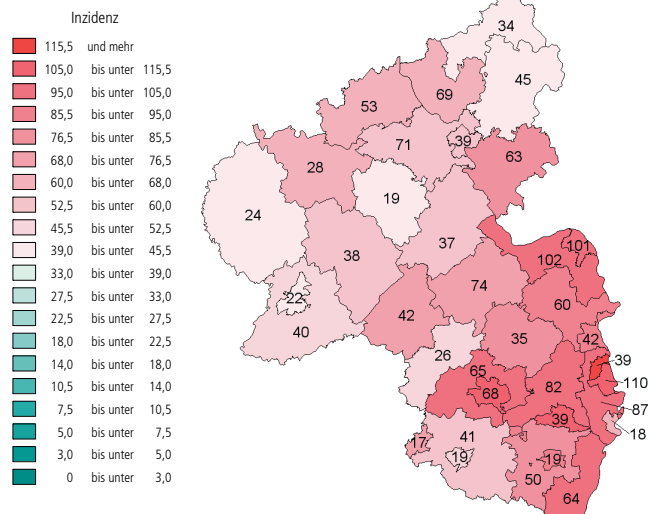 Inzidenz
115,5 und mehr
105,0 bis unter 115,5
95,0 bis unter 105,0
85,5 bis unter 95,0
76,5 bis unter 85,5
68,0 bis unter 76,5
60,0 bis unter 68,0
52,5 bis unter 60,0
45,5 bis unter 52,5
39,0 bis unter 45,5
33,0 bis unter 39,0
27,5 bis unter 33,0
22,5 bis unter 27,5
18,0 bis unter 22,5
14,0 bis unter 18,0
10,5 bis unter 14,0
7,5 bis unter 10,5
5,0 bis unter 7,5
3,0 bis unter 5,0
0 bis unter 3,0
34
45
69
53
71
39
63
28
19
24
37
38
101
102
74
60
22
42
40
35
42
26
39
65
110
82
68
87
39
18
17
41
19
19
50
64